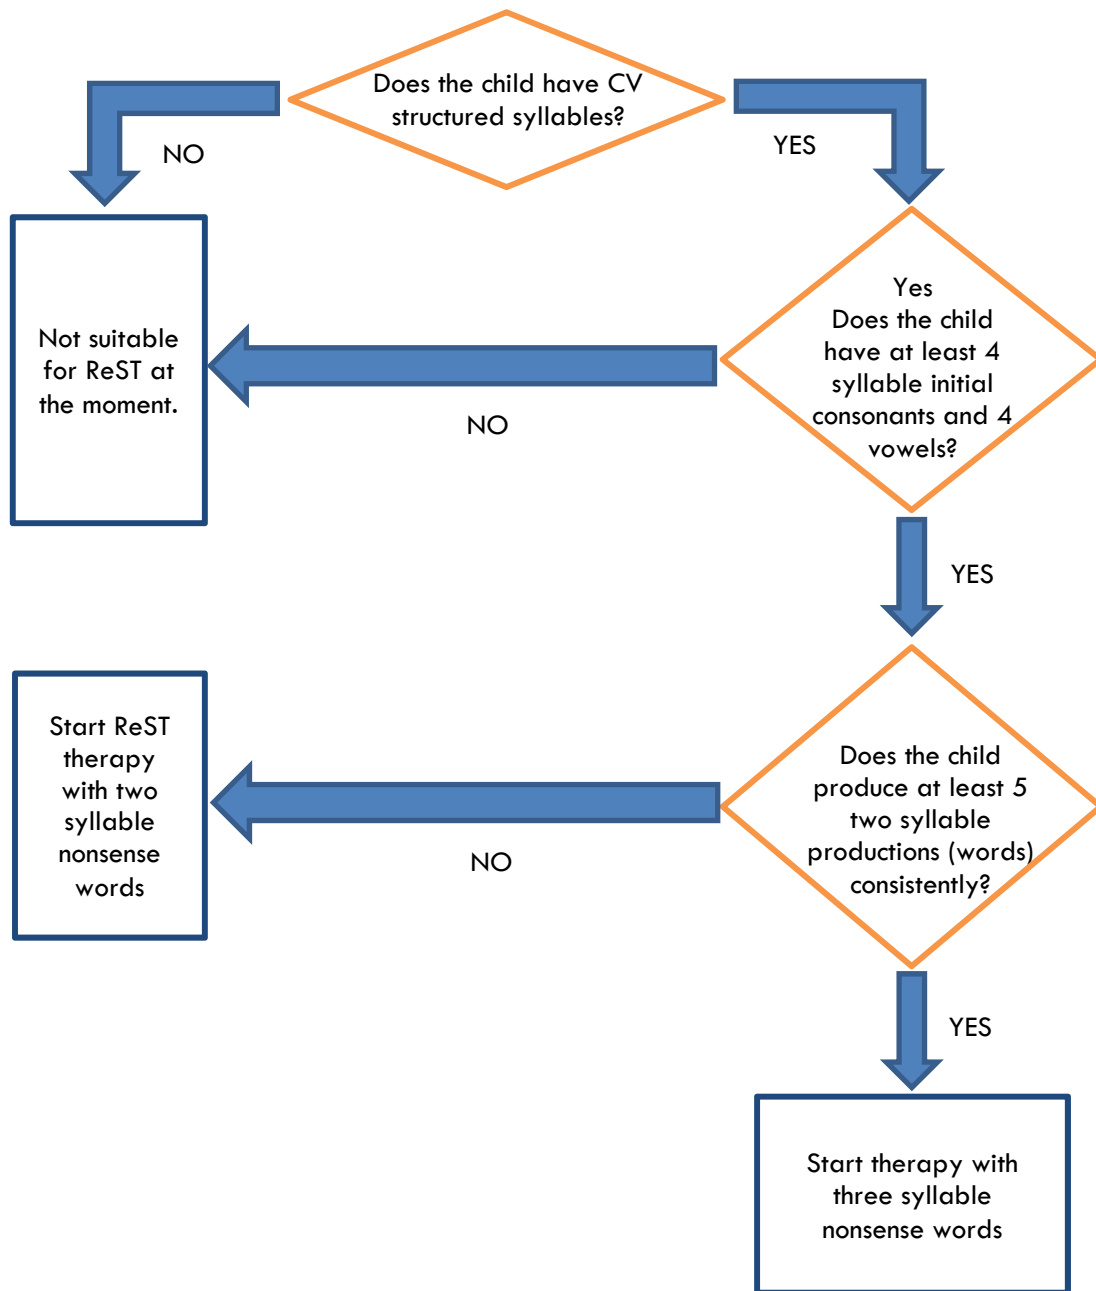 Does the child have CV
structured syllables?
NO
YES
Not suitable
for ReST at
the moment.
Yes
Does the child
have at least 4
syllable initial
consonants and 4
vowels?
NO
YES
Start ReST
therapy
with two
syllable
nonsense
words
Does the child
produce at least 5
two syllable
productions (words)
consistently?
NO
YES
Start therapy with
three syllable
nonsense words